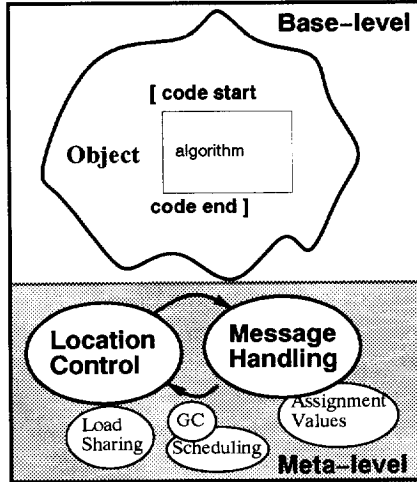 Base-level
[ code start
Object
algorithm
code end ]
Location
Control
Message
Handling
Assignment
Values
Load
Sharing
GC
Scheduling
Meta-level